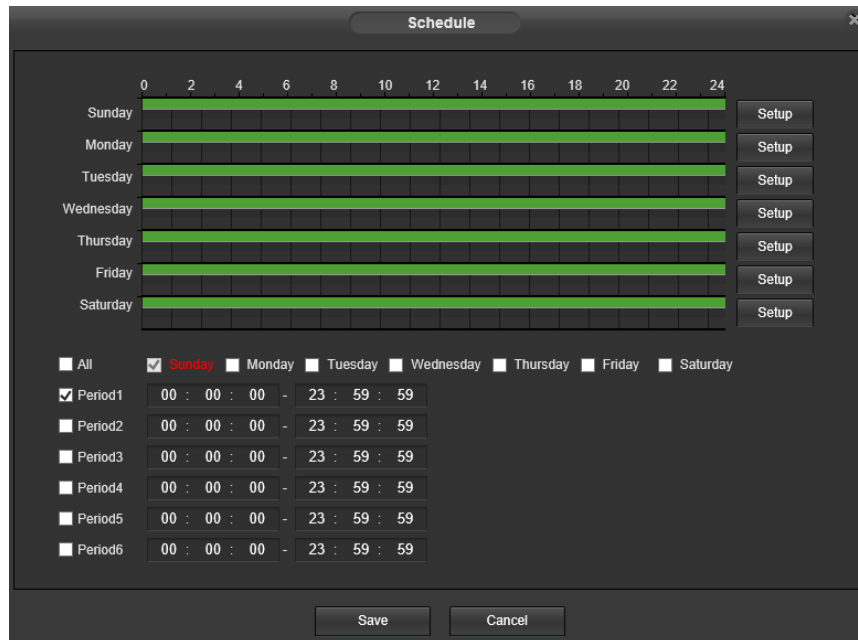 Schedule
0 2 4 6 8 10 12 14 16 18 20 22 24
Sunday Setup
Monday Setup
Tuesday Setup
Wednesday Setup
Thursday Setup
Friday Setup
Saturday Setup
All Sunday Monday Tuesday Wednesday Thursday Friday Saturday
Period1 00 : 00 : 00 - 23 : 59 : 59
Period2 00 : 00 : 00 - 23 : 59 : 59
Period3 00 : 00 : 00 - 23 : 59 : 59
Period4 00 : 00 : 00 - 23 : 59 : 59
Period5 00 : 00 : 00 - 23 : 59 : 59
Period6 00 : 00 : 00 - 23 : 59 : 59
Save Cancel